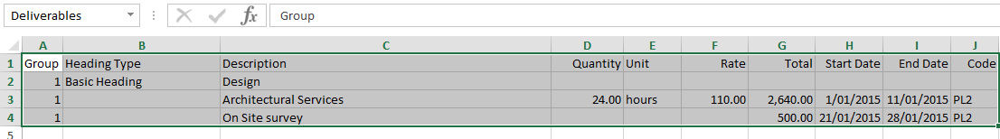 Deliverables fx Group
A B C D E F G H I J
1 Group Heading Type Description Quantity Unit Rate Total Start Date End Date Code
2 1 Basic Heading Design
3 1 Architectural Services 24.00 hours 110.00 2,640.00 1/01/2015 11/01/2015 PL2
4 1 On Site survey 500.00 21/01/2015 28/01/2015 PL2
5